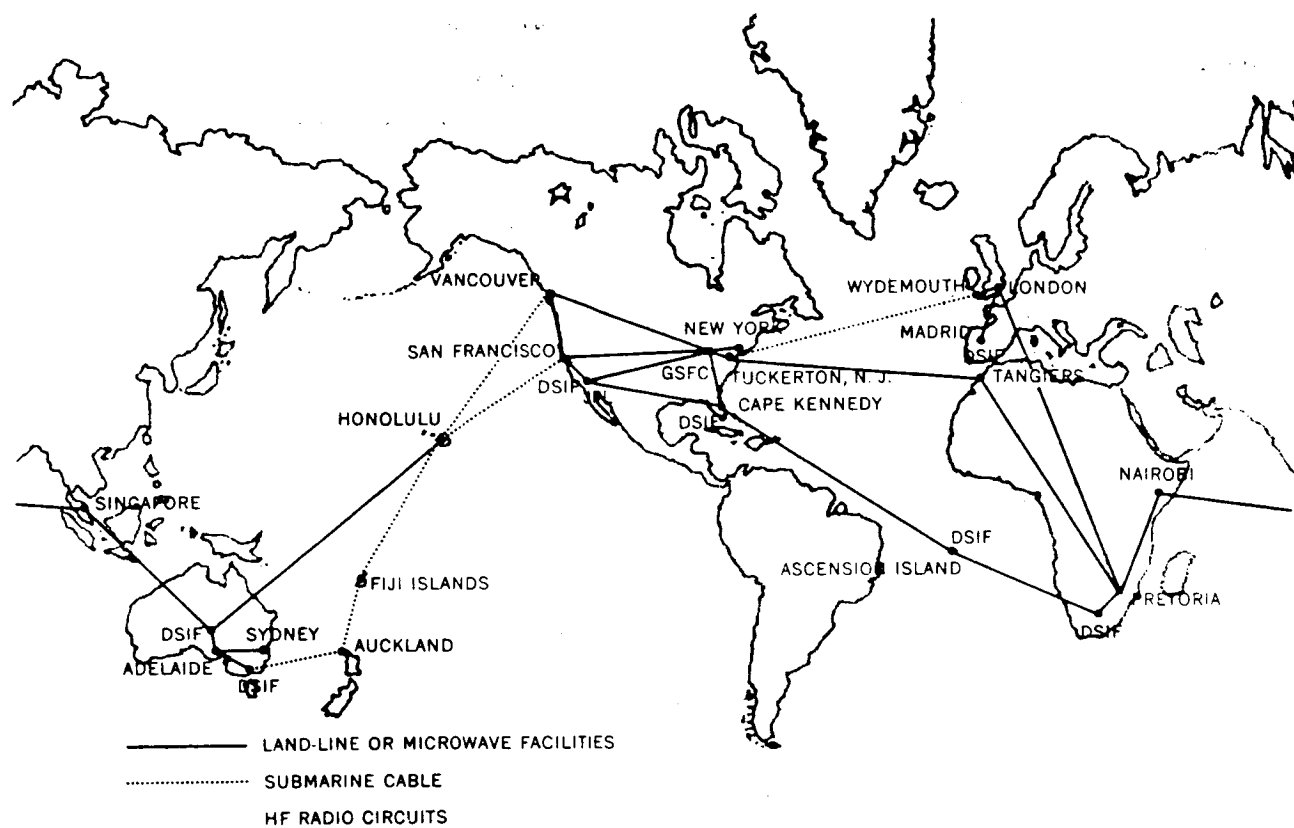 VANCOUVER
WYDEMOUTH
LONDON
NEW YORK
MADRID
SAN FRANCISCO
DSIF
GSFC
TUCKERTON, N. J.
TANGIERS
DSIF
CAPE KENNEDY
HONOLULU
DSIF
NAIROBI
SINGAPORE
DSIF
ASCENSION ISLAND
FIJI ISLANDS
RETORIA
DSIF
DSIF
SYDNEY
AUCKLAND
ADELAIDE
DSIF
LAND-LINE OR MICROWAVE FACILITIES
SUBMARINE CABLE
HF RADIO CIRCUITS